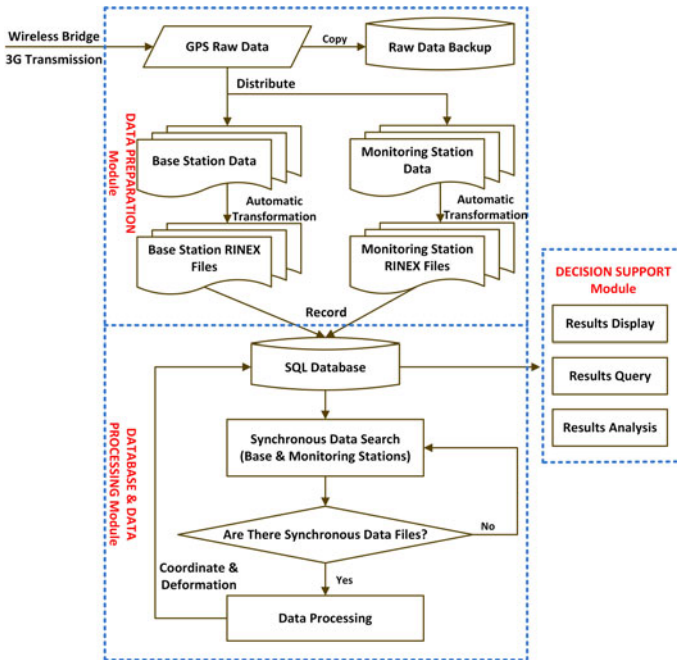 Wireless Bridge
3G Transmission
GPS Raw Data
Copy
Raw Data Backup
Distribute
DATA PREPARATION
Module
Base Station Data
Monitoring Station
Data
Automatic
Transformation
Automatic
Transformation
Base Station RINEX
Files
Monitoring Station
RINEX Files
Record
DECISION SUPPORT
Module
Results Display
Results Query
Results Analysis
DATABASE & DATA
PROCESSING Module
SQL Database
Synchronous Data Search
(Base & Monitoring Stations)
Are There Synchronous Data Files?
No
Coordinate &
Deformation
Yes
Data Processing